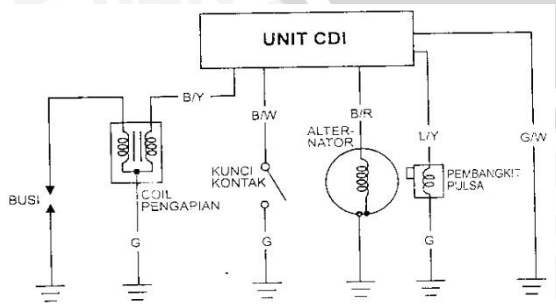 UNIT CDI
B/Y
B/W
B/R
L/Y
G/W
ALTER-
NATOR
KUNCI
KONTAK
PEMBANGKIT
PULSA
BUSI
COIL
PENGAPIAN
G
G
G